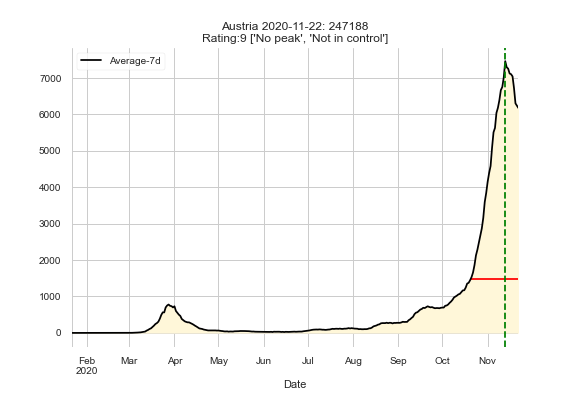 Austria 2020-11-22: 247188
Rating:9 ['No peak', 'Not in control']
Average-7d
7000
6000
5000
4000
3000
2000
1000
0
Feb Mar Apr May Jun Jul Aug Sep Oct Nov
2020
Date